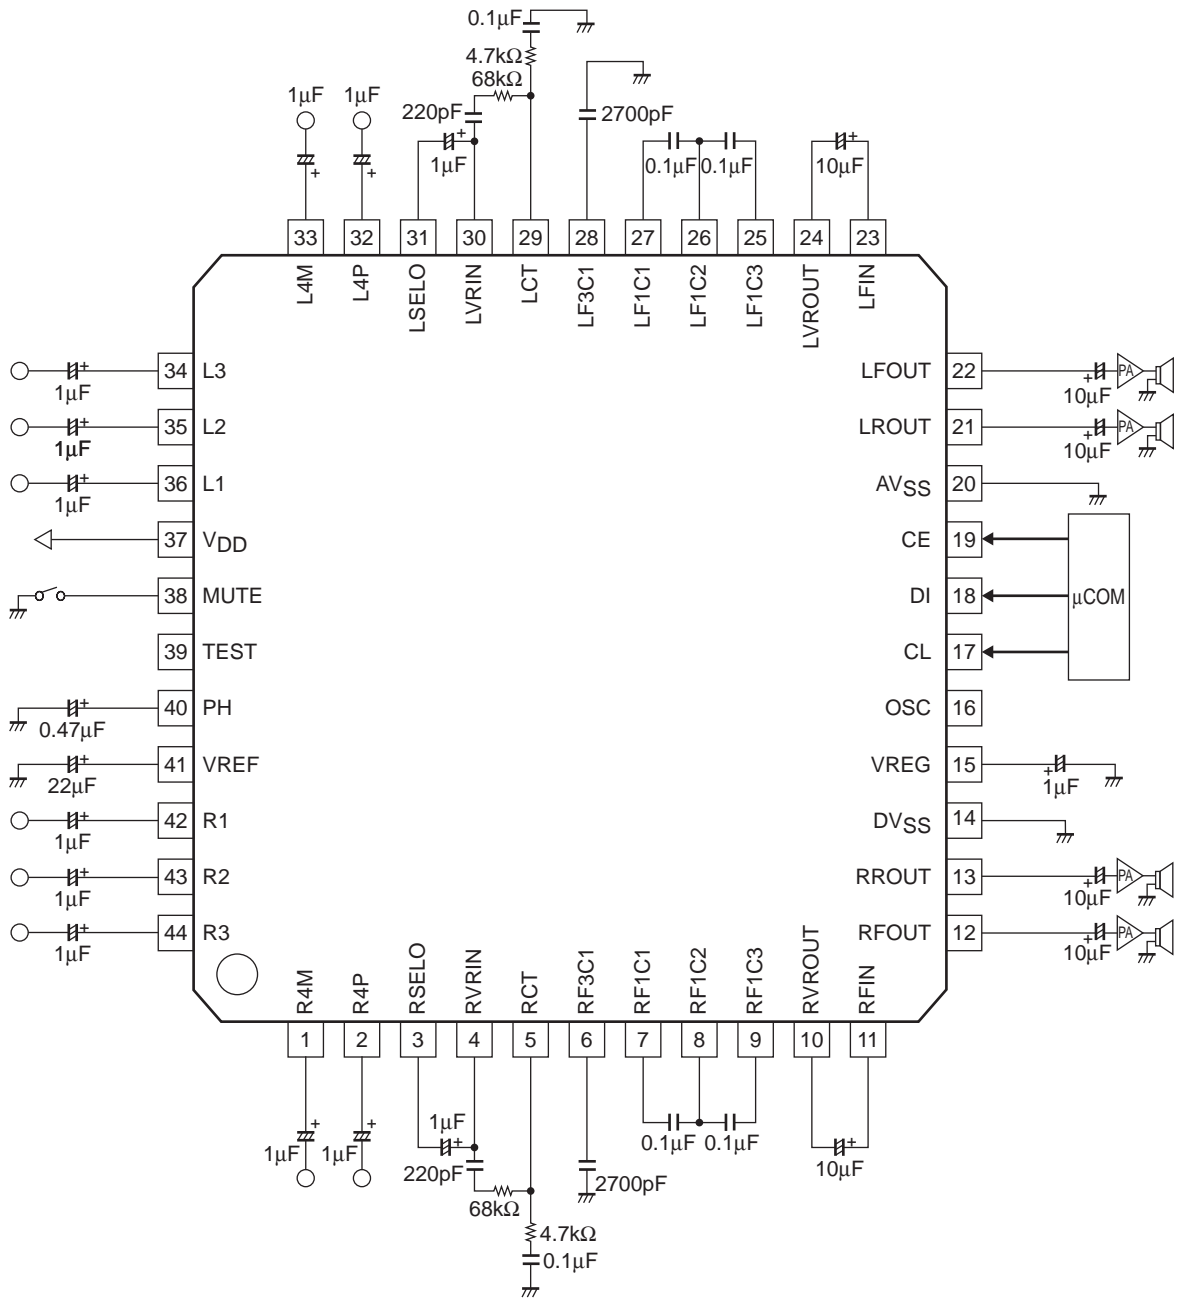 0.1μF
4.7kΩ
68kΩ
1μF 1μF
220pF
2700pF
1μF
0.1μF 0.1μF
10μF
33 32 31 30 29 28 27 26 25 24 23
L4M L4P LSELO LVRIN LCT LF3C1 LF1C1 LF1C2 LF1C3 LVROUT LFIN
34 L3
1μF
LFOUT 22
PA
10μF
35 L2
1μF
LROUT 21
PA
10μF
36 L1
1μF
AVSS 20
37 VDD
CE 19
38 MUTE
DI 18
μCOM
39 TEST
CL 17
40 PH
0.47μF
OSC 16
41 VREF
22μF
VREG 15
1μF
42 R1
1μF
DVSS 14
43 R2
1μF
RROUT 13
PA
10μF
44 R3
1μF
RFOUT 12
PA
10μF
R4M R4P RSELO RVRIN RCT RF3C1 RF1C1 RF1C2 RF1C3 RVROUT RFIN
1 2 3 4 5 6 7 8 9 10 11
1μF 1μF
1μF
220pF
68kΩ
4.7kΩ
0.1μF
2700pF
0.1μF 0.1μF
10μF